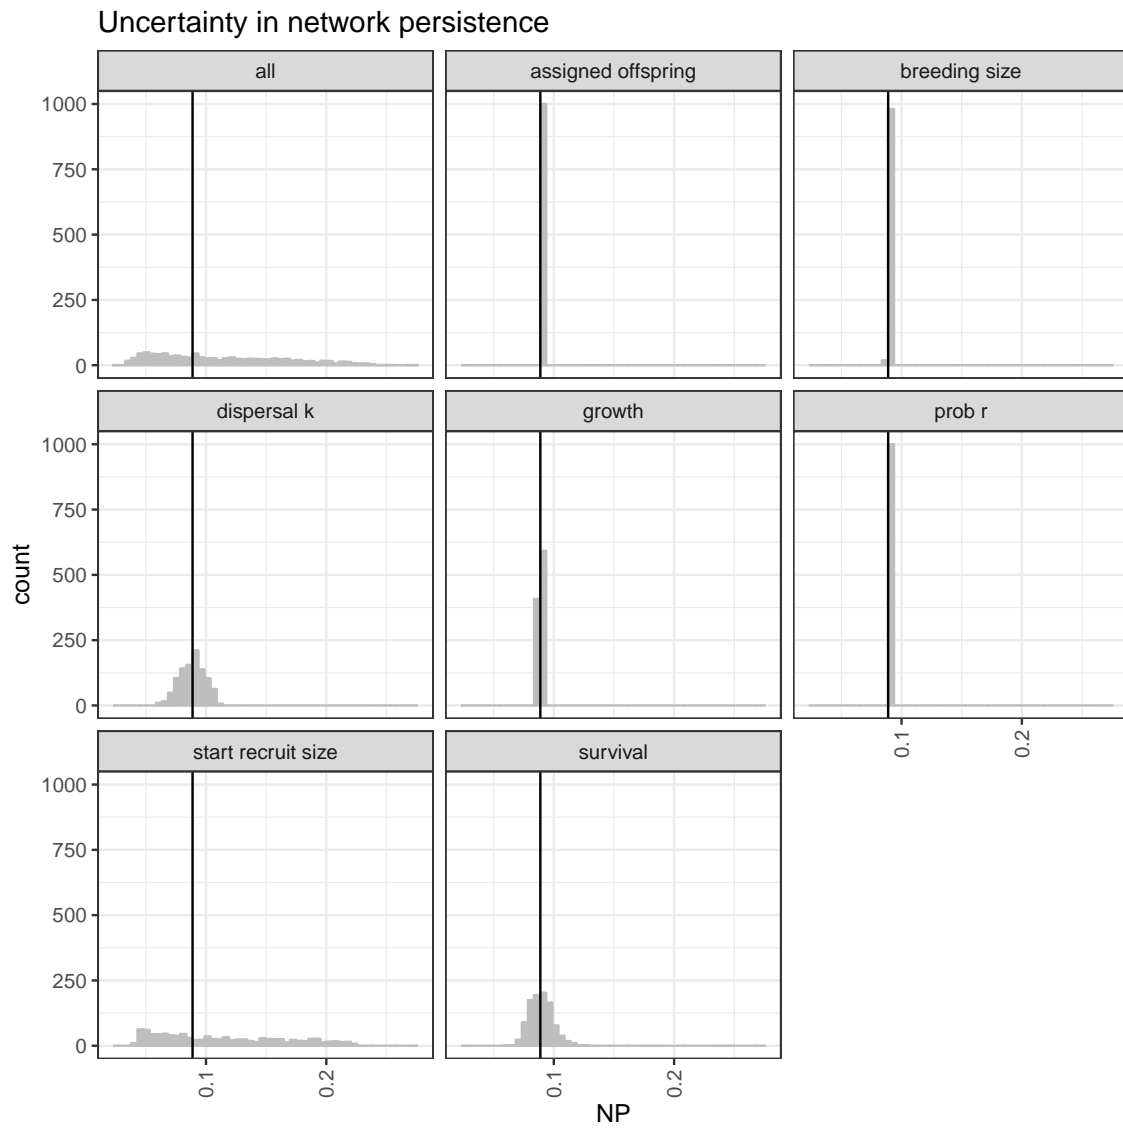 Uncertainty in network persistence
all
assigned offspring
breeding size
1000
750
500
250
0
dispersal k
growth
prob r
1000
750
500
250
0
0.1
0.2
start recruit size
survival
1000
750
500
250
0
0.1
0.2
0.1
0.2
count
NP